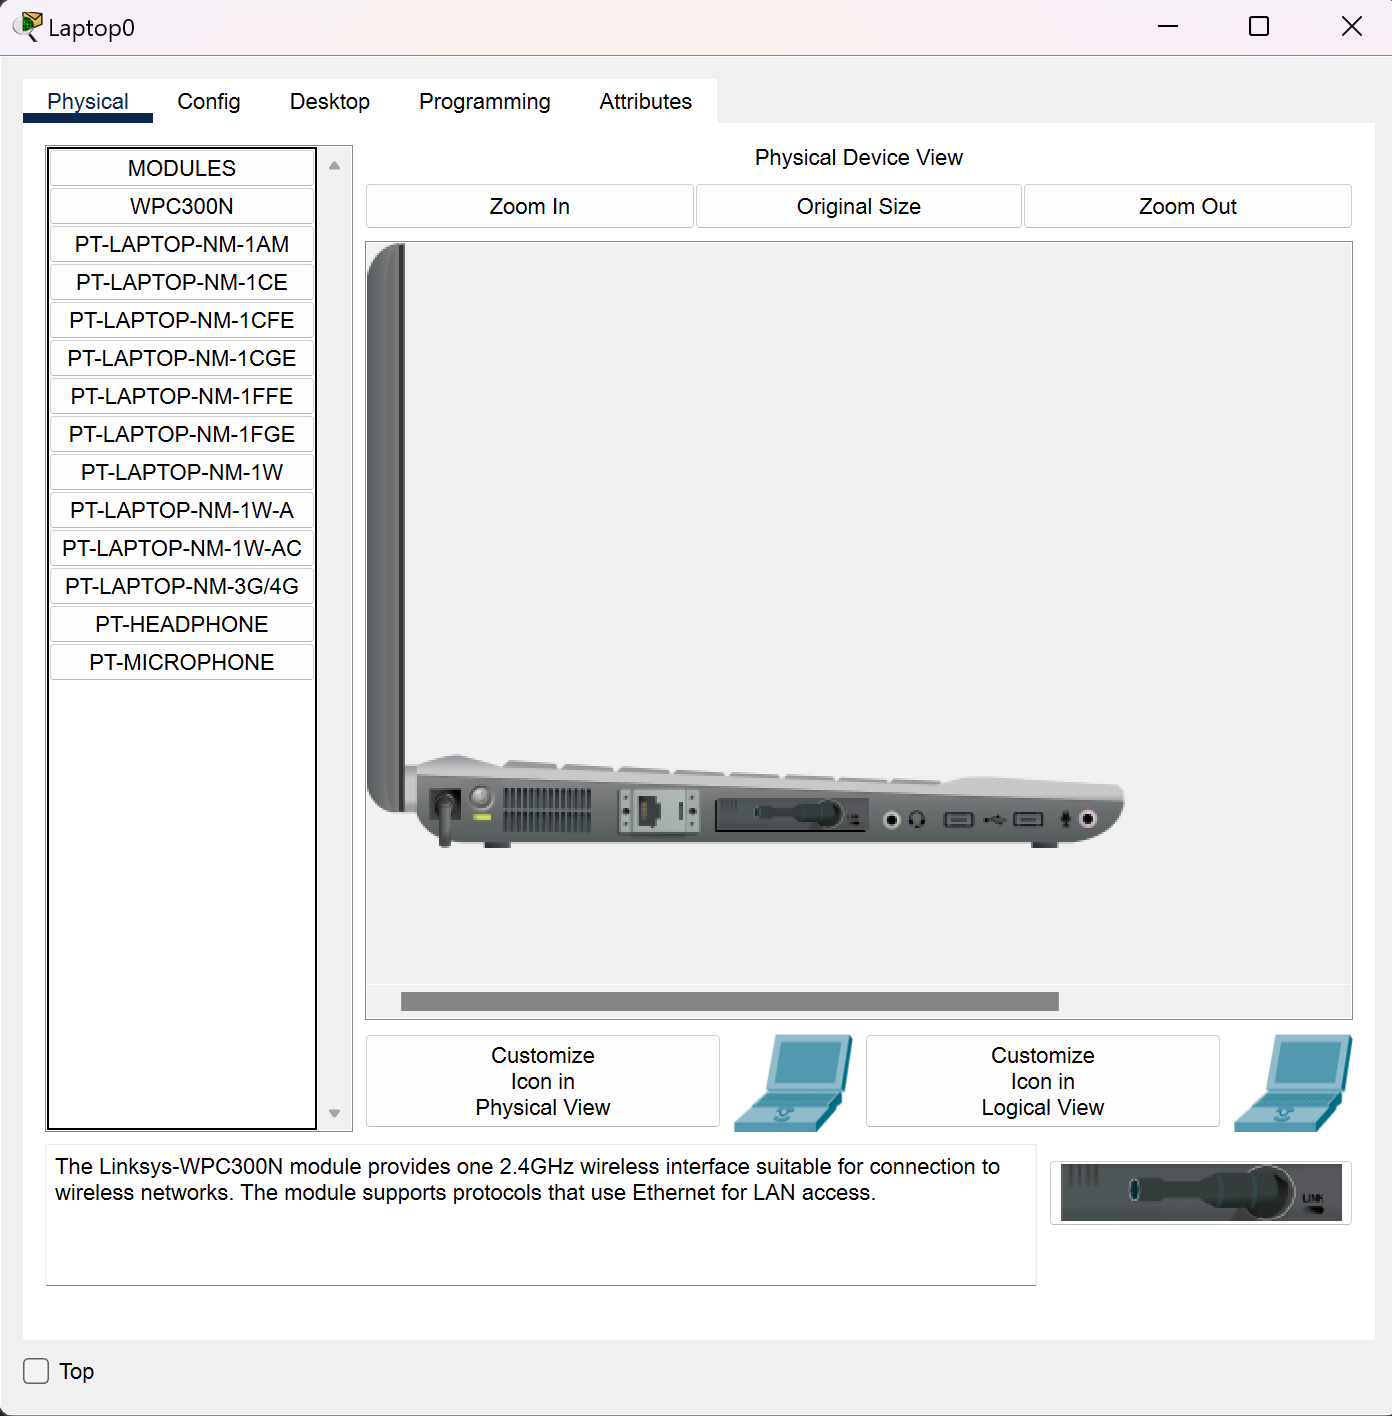 Laptop0
Physical
Config
Desktop
Programming
Attributes
MODULES
WPC300N
PT-LAPTOP-NM-1AM
PT-LAPTOP-NM-1CE
PT-LAPTOP-NM-1CFE
PT-LAPTOP-NM-1CGE
PT-LAPTOP-NM-1FFE
PT-LAPTOP-NM-1FGE
PT-LAPTOP-NM-1W
PT-LAPTOP-NM-1W-A
PT-LAPTOP-NM-1W-AC
PT-LAPTOP-NM-3G/4G
PT-HEADPHONE
PT-MICROPHONE
Physical Device View
Zoom In
Original Size
Zoom Out
Customize
Icon in
Physical View
Customize
Icon in
Logical View
The Linksys-WPC300N module provides one 2.4GHz wireless interface suitable for connection to
wireless networks. The module supports protocols that use Ethernet for LAN access.
LINK
Top